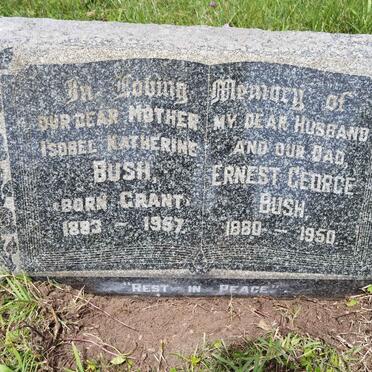 In Loving Memory of
OUR DEAR MOTHER
ISOBEL KATHERINE
BUSH.
(BORN GRANT)
1883 - 1957.
MY DEAR HUSBAND
AND OUR DAD,
ERNEST GEORGE
BUSH.
1880 - 1950.
"REST IN PEACE"